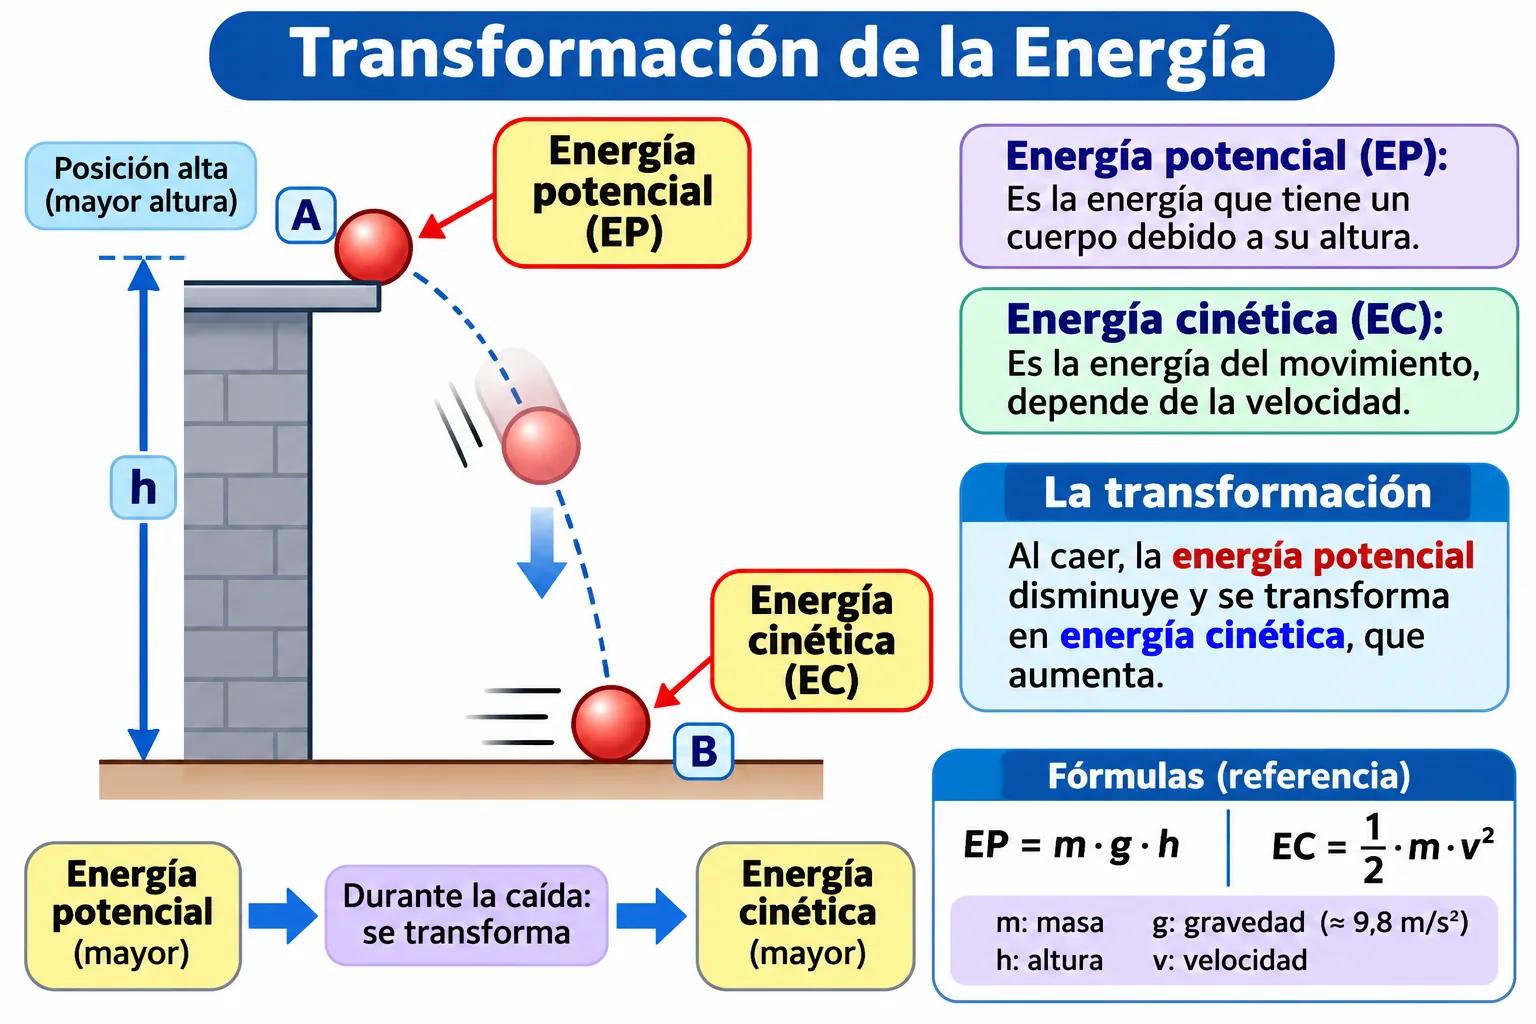 Transformación de la Energía
Posición alta
(mayor altura)
A
Energía
potencial
(EP)
h
Energía
cinética
(EC)
B
Energía potencial (EP):
Es la energía que tiene un
cuerpo debido a su altura.
Energía cinética (EC):
Es la energía del movimiento,
depende de la velocidad.
La transformación
Al caer, la energía potencial
disminuye y se transforma
en energía cinética, que
aumenta.
Energía
potencial
(mayor)
Durante la caída:
se transforma
Energía
cinética
(mayor)
Fórmulas (referencia)
EP = m · g · h
EC = 1/2 · m · v²
m: masa g: gravedad (≈ 9,8 m/s²)
h: altura v: velocidad